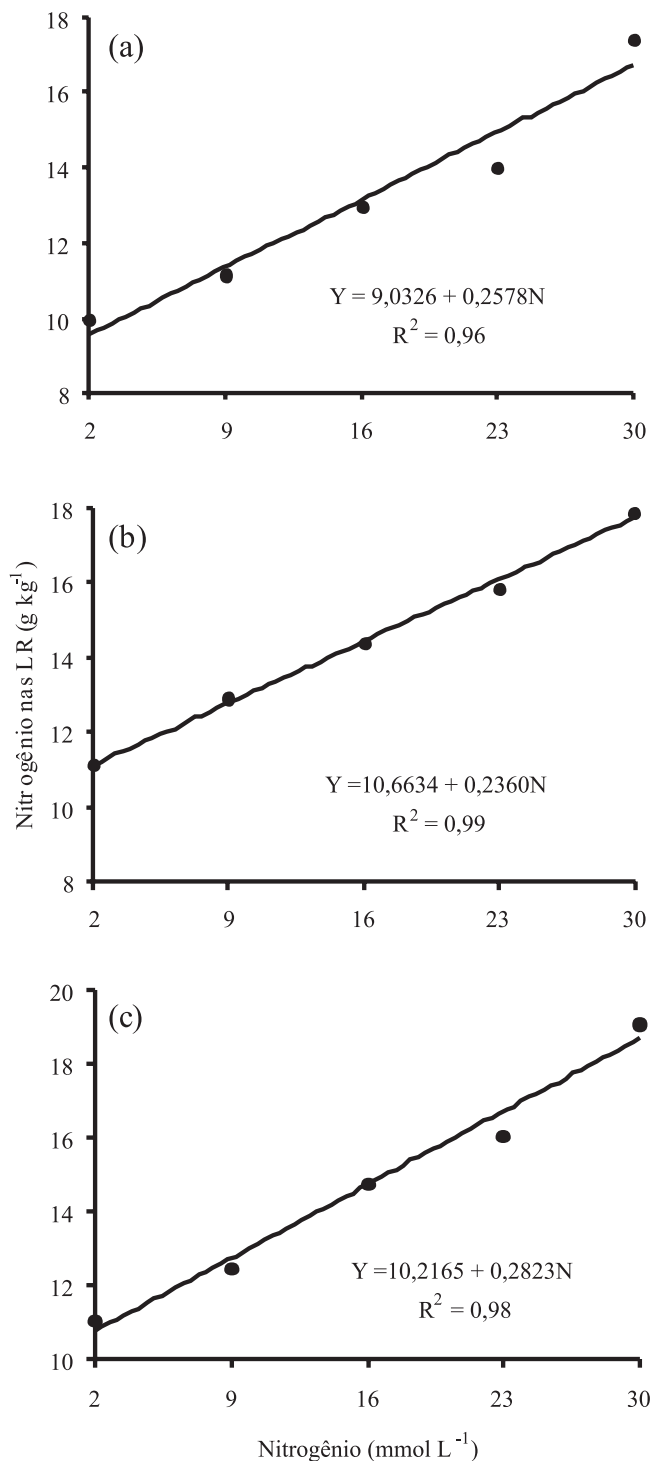 18
(a)
16
14
12
Y = 9,0326 + 0,2578N
10
R² = 0,96
8
2 9 16 23 30
18
(b)
16
14
12
Nitrogênio nas LR (g kg⁻¹)
Y =10,6634 + 0,2360N
10
R² = 0,99
8
2 9 16 23 30
20
(c)
18
16
14
Y =10,2165 + 0,2823N
12
R² = 0,98
10
2 9 16 23 30
Nitrogênio (mmol L⁻¹)